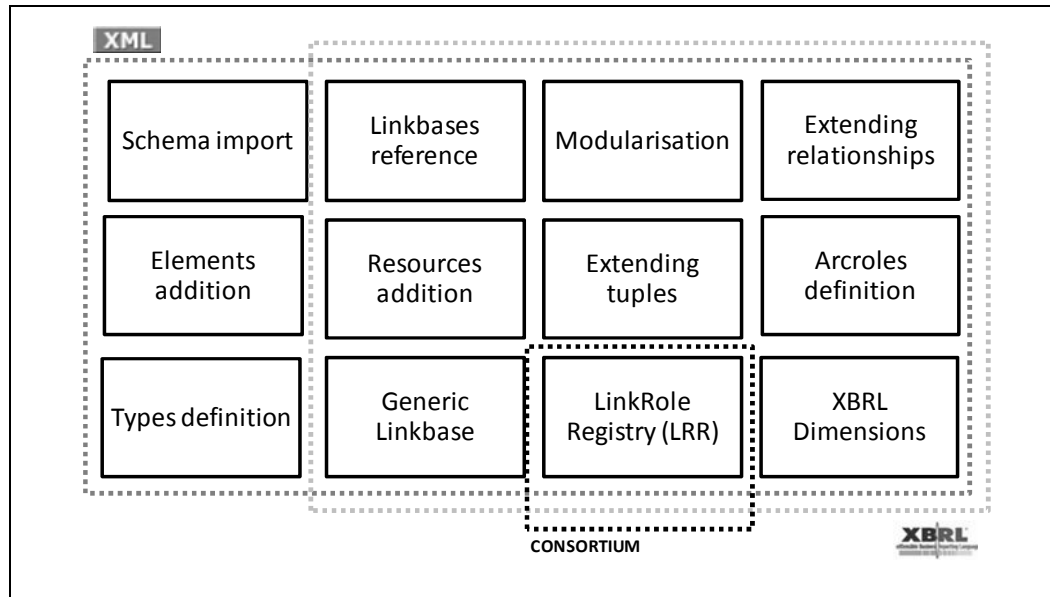 XML
Schema import
Linkbases
reference
Modularisation
Extending
relationships
Elements
addition
Resources
addition
Extending
tuples
Arcroles
definition
Types definition
Generic
Linkbase
LinkRole
Registry (LRR)
XBRL
Dimensions
CONSORTIUM
XBRL